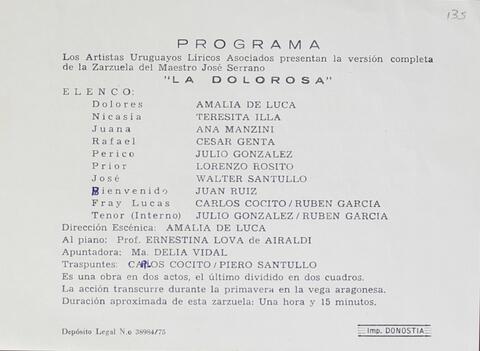 135
PROGRAMA
Los Artistas Uruguayos Líricos Asociados presentan la versión completa
de la Zarzuela del Maestro José Serrano
"LA DOLOROSA"
ELENCO:
Dolores AMALIA DE LUCA
Nicasia TERESITA ILLA
Juana ANA MANZINI
Rafael CESAR GENTA
Perico JULIO GONZALEZ
Prior LORENZO ROSITO
José WALTER SANTULLO
Bienvenido JUAN RUIZ
Fray Lucas CARLOS COCITO/RUBEN GARCIA
Tenor (Interno) JULIO GONZALEZ/RUBEN GARCIA
Dirección Escénica: AMALIA DE LUCA
Al piano: Prof. ERNESTINA LOVA de AIRALDI
Apuntadora: Ma. DELIA VIDAL
Traspuntes: CARLOS COCITO/PIERO SANTULLO
Es una obra en dos actos, el último dividido en dos cuadros.
La acción transcurre durante la primavera en la vega aragonesa.
Duración aproximada de esta zarzuela: Una hora y 15 minutos.
Depósito Legal N.o 38984/75
Imp. DONOSTIA